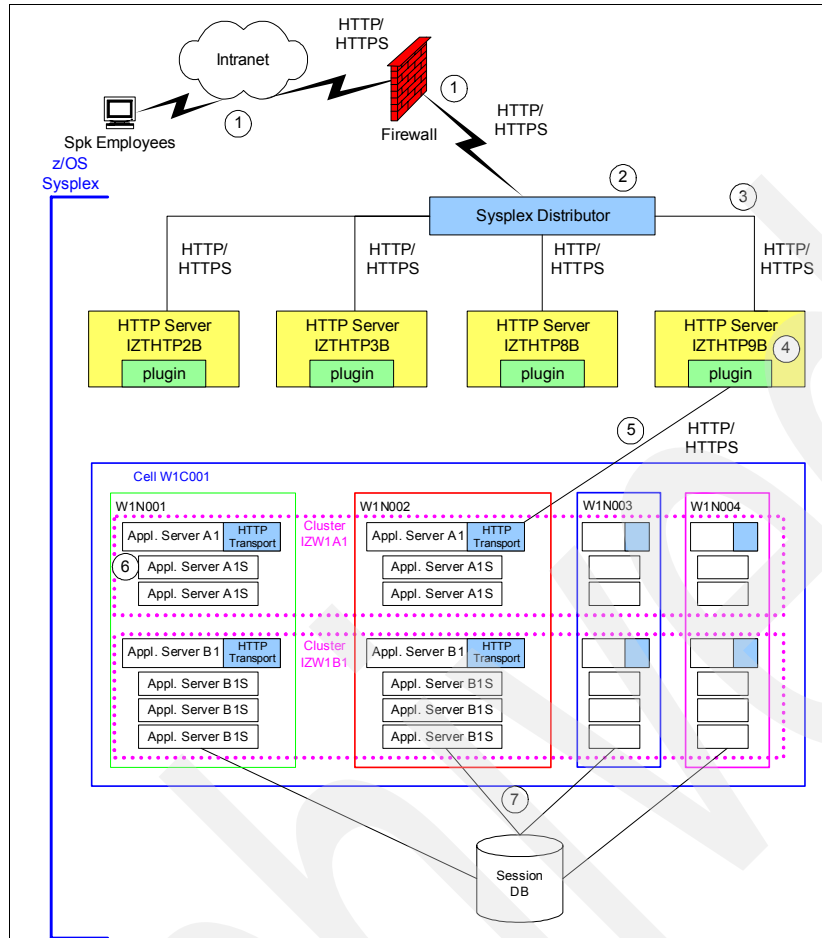 HTTP/
HTTPS
Intranet
HTTP/
HTTPS
1
1
HTTP/
HTTPS
Firewall
Spk Employees
z/OS
Sysplex
2
Sysplex Distributor
3
HTTP/
HTTPS
HTTP/
HTTPS
HTTP/
HTTPS
HTTP/
HTTPS
HTTP Server
IZTHTP2B
plugin
HTTP Server
IZTHTP3B
plugin
HTTP Server
IZTHTP8B
plugin
HTTP Server
IZTHTP9B
4
plugin
5
HTTP/
HTTPS
Cell W1C001
W1N001
W1N002
W1N003
W1N004
Appl. Server A1
HTTP
Transport
Cluster
IZW1A1
Appl. Server A1
HTTP
Transport
6
Appl. Server A1S
Appl. Server A1S
Appl. Server A1S
Appl. Server A1S
Appl. Server B1
HTTP
Transport
Cluster
IZW1B1
Appl. Server B1
HTTP
Transport
Appl. Server B1S
Appl. Server B1S
Appl. Server B1S
Appl. Server B1S
Appl. Server B1S
Appl. Server B1S
7
Session
DB